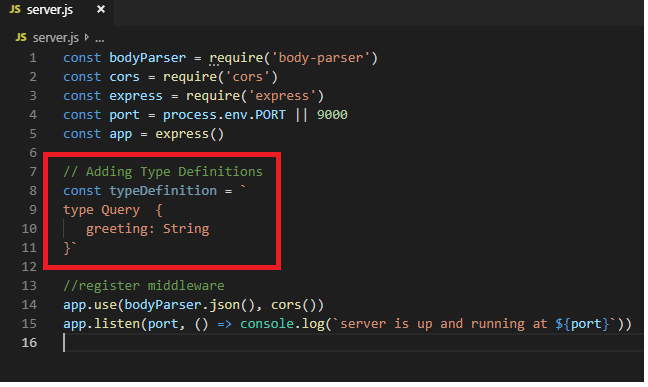 JS server.js ×
JS server.js > ...
1 const bodyParser = require('body-parser')
2 const cors = require('cors')
3 const express = require('express')
4 const port = process.env.PORT || 9000
5 const app = express()
6
7 // Adding Type Definitions
8 const typeDefinition = `
9 type Query  {
10    greeting: String
11 }`
12
13 //register middleware
14 app.use(bodyParser.json(), cors())
15 app.listen(port, () => console.log(`server is up and running at ${port}`))
16